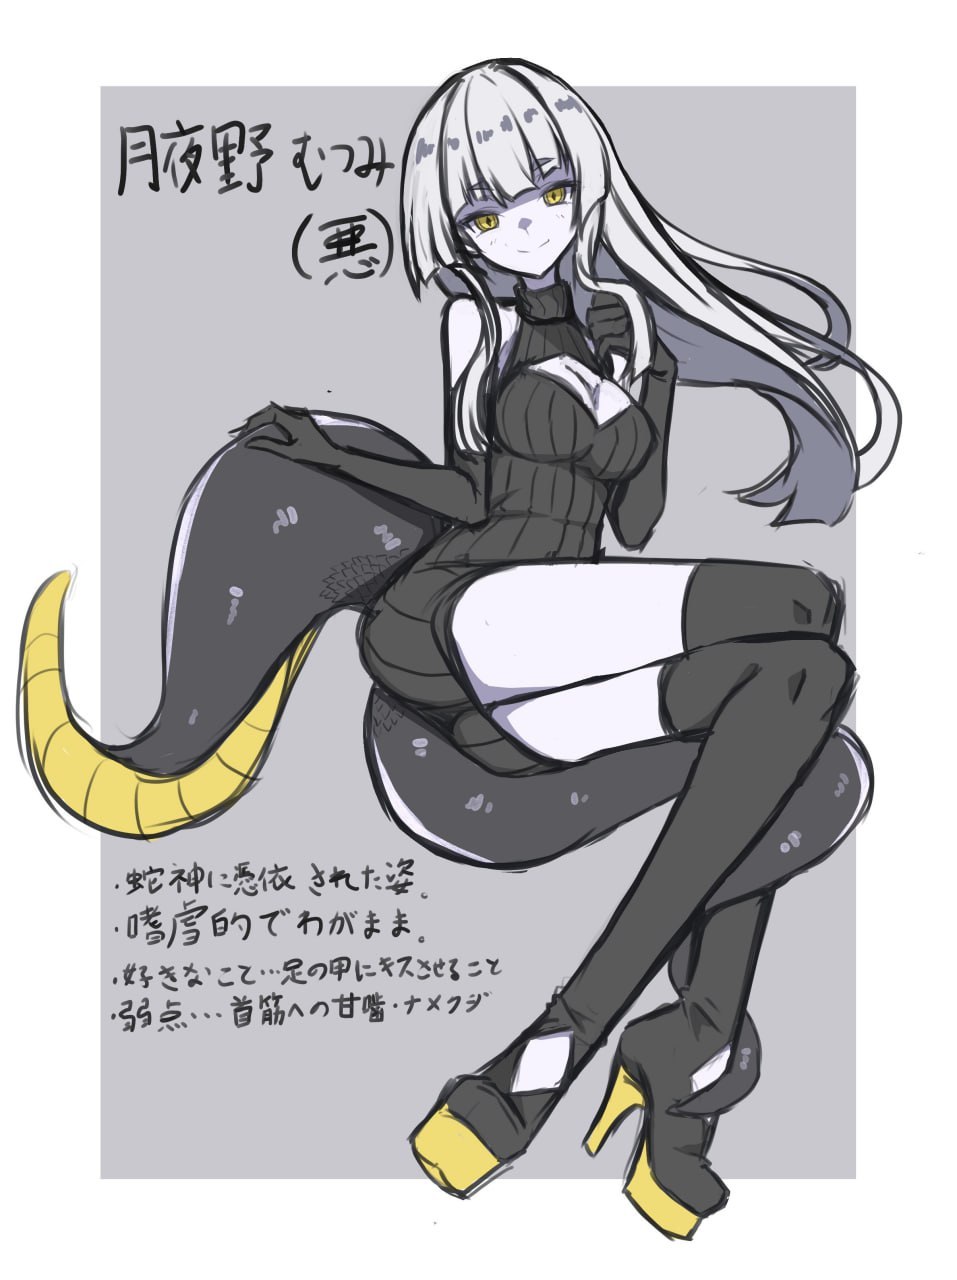 月夜野 むつみ
(悪)
・蛇神に憑依された姿。
・嗜虐的でわがまま。
・好きなこと…足の甲にキスさせること
・弱点…首筋への甘噛・ナメクジ